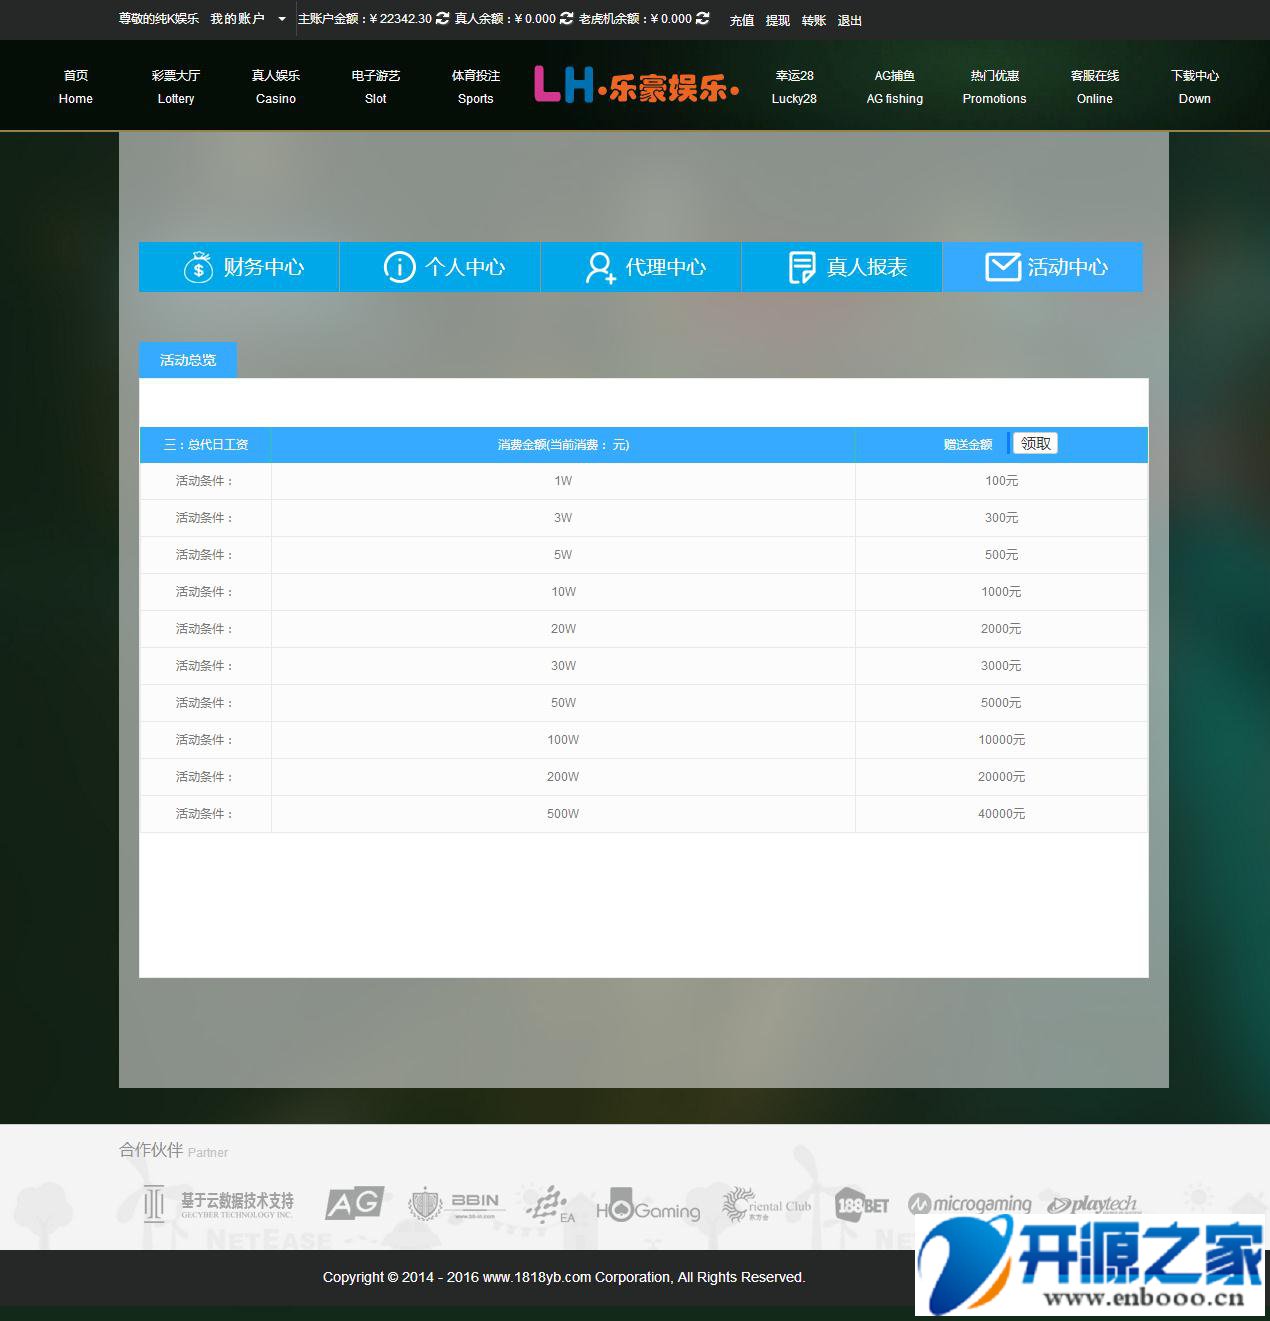 尊敬的纯K娱乐 我的账户 主账户金额：¥ 22342.30 真人余额：¥ 0.000 老虎机余额：¥ 0.000 充值 提现 转账 退出
首页 彩票大厅 真人娱乐 电子游艺 体育投注 幸运28 AG捕鱼 热门优惠 客服在线 下载中心
Home Lottery Casino Slot Sports Lucky28 AG fishing Promotions Online Down
LH·乐豪娱乐·
财务中心 个人中心 代理中心 真人报表 活动中心
活动总览
三：总代日工资 消费金额(当前消费： 元) 赠送金额 领取
活动条件： 1W 100元
活动条件： 3W 300元
活动条件： 5W 500元
活动条件： 10W 1000元
活动条件： 20W 2000元
活动条件： 30W 3000元
活动条件： 50W 5000元
活动条件： 100W 10000元
活动条件： 200W 20000元
活动条件： 500W 40000元
合作伙伴 Partner
基于云数据技术支持 AG BBIN EA HOGaming riental Club 188BET microgaming playtech
GECYBER TECHNOLOGY INC. www.bb-in.com 东方会
NETEASE NE
Copyright © 2014 - 2016 www.1818yb.com Corporation, All Rights Reserved.
开源之家
www.enbooo.cn